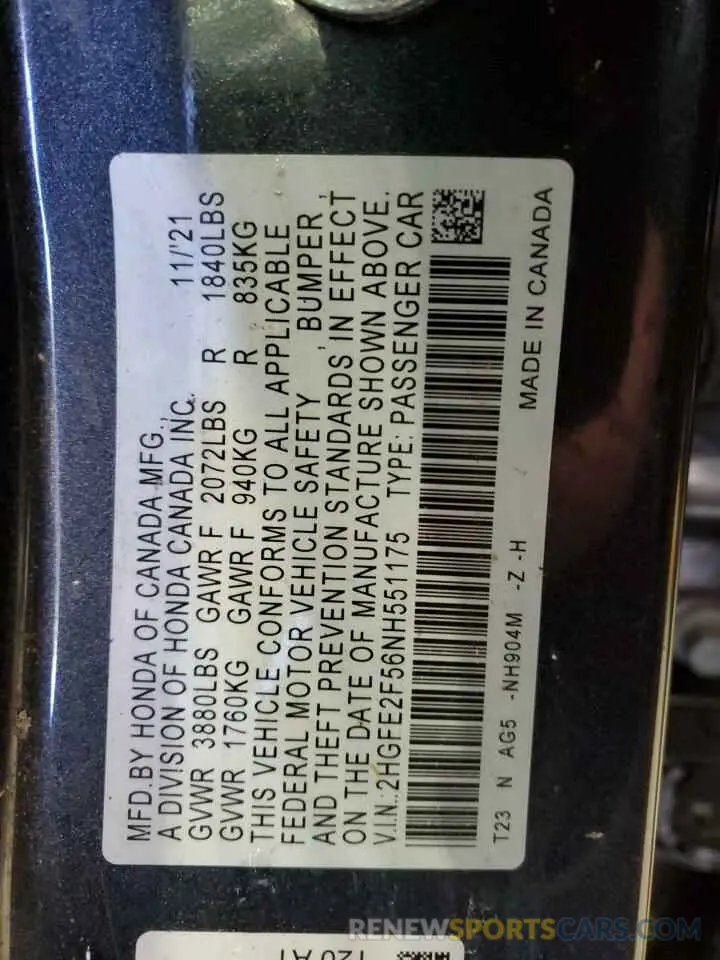 MFD.BY HONDA OF CANADA MFG.,
A DIVISION OF HONDA CANADA INC. 11/'21
GVWR 3880LBS GAWR F 2072LBS R 1840LBS
GVWR 1760KG GAWR F 940KG R 835KG
THIS VEHICLE CONFORMS TO ALL APPLICABLE
FEDERAL MOTOR VEHICLE SAFETY , BUMPER ,
AND THEFT PREVENTION STANDARDS IN EFFECT
ON THE DATE OF MANUFACTURE SHOWN ABOVE.
V.I.N.:2HGFE2F56NH551175 TYPE: PASSENGER CAR
T23 N AG5 -NH904M -Z -H
MADE IN CANADA
RENEWSPORTSCARS.COM